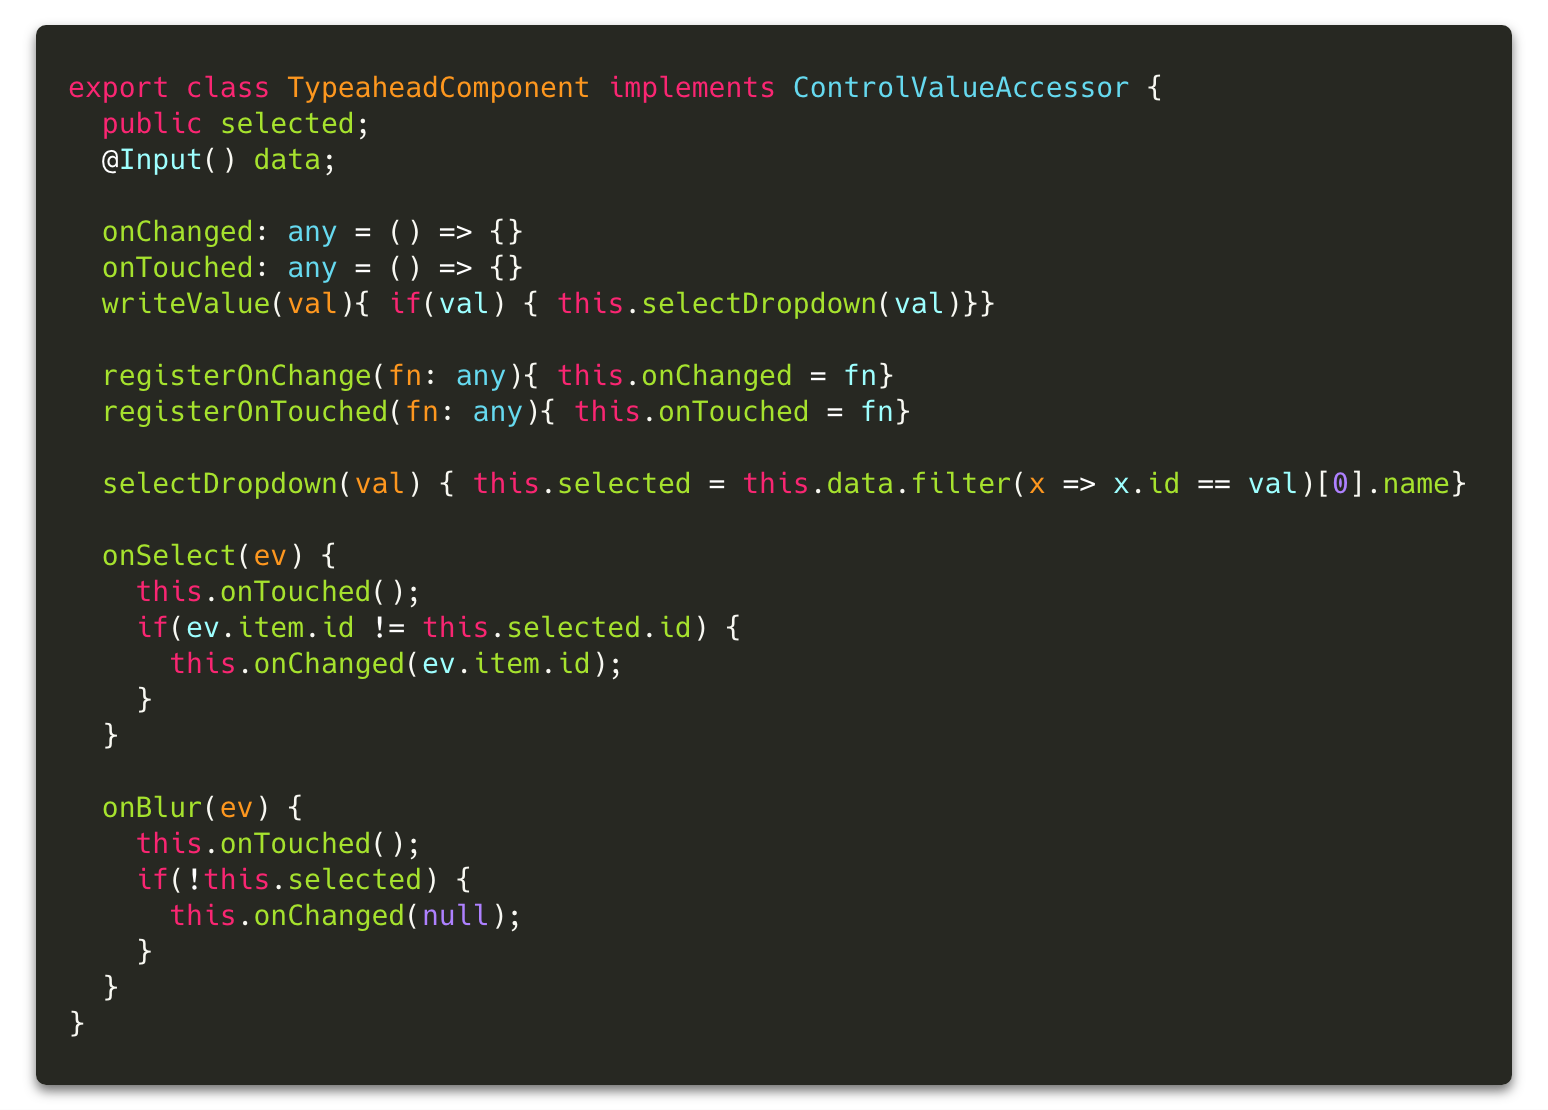 export class TypeaheadComponent implements ControlValueAccessor {
  public selected;
  @Input() data;

  onChanged: any = () => {}
  onTouched: any = () => {}
  writeValue(val){ if(val) { this.selectDropdown(val)}}

  registerOnChange(fn: any){ this.onChanged = fn}
  registerOnTouched(fn: any){ this.onTouched = fn}

  selectDropdown(val) { this.selected = this.data.filter(x => x.id == val)[0].name}

  onSelect(ev) {
    this.onTouched();
    if(ev.item.id != this.selected.id) {
      this.onChanged(ev.item.id);
    }
  }

  onBlur(ev) {
    this.onTouched();
    if(!this.selected) {
      this.onChanged(null);
    }
  }
}